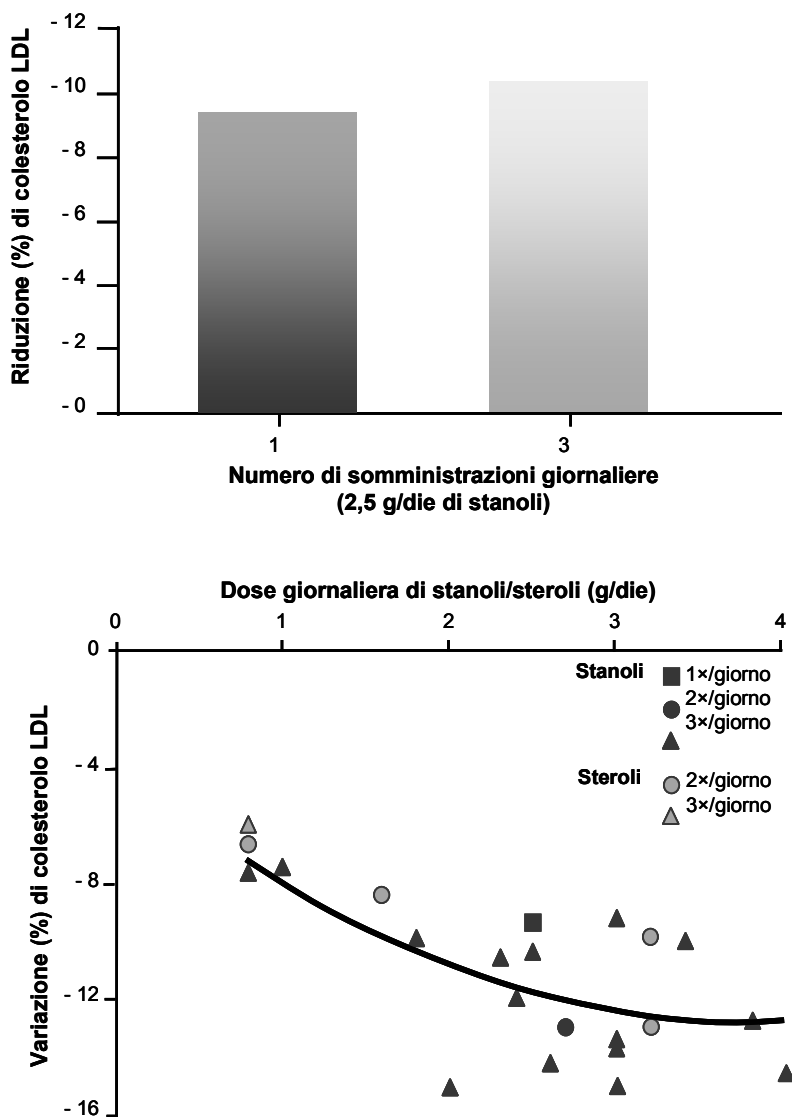 - 12
- 10
- 8
- 6
- 4
- 2
- 0
Riduzione (%) di colesterolo LDL
1 3
Numero di somministrazioni giornaliere
(2,5 g/die di stanoli)
Dose giornaliera di stanoli/steroli (g/die)
0 1 2 3 4
0
- 4
- 8
- 12
- 16
Variazione (%) di colesterolo LDL
Stanoli
1×/giorno
2×/giorno
3×/giorno
Steroli
2×/giorno
3×/giorno